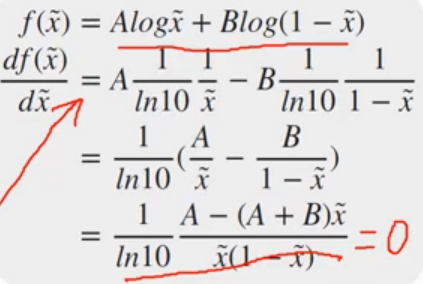 f(x̃) = Alogx̃ + Blog(1 − x̃)
df(x̃)/dx̃ = A 1/ln10 1/x̃ − B 1/ln10 1/(1 − x̃)
= 1/ln10 (A/x̃ − B/(1 − x̃))
= 1/ln10 (A − (A + B)x̃)/(x̃(1 − x̃)) = 0